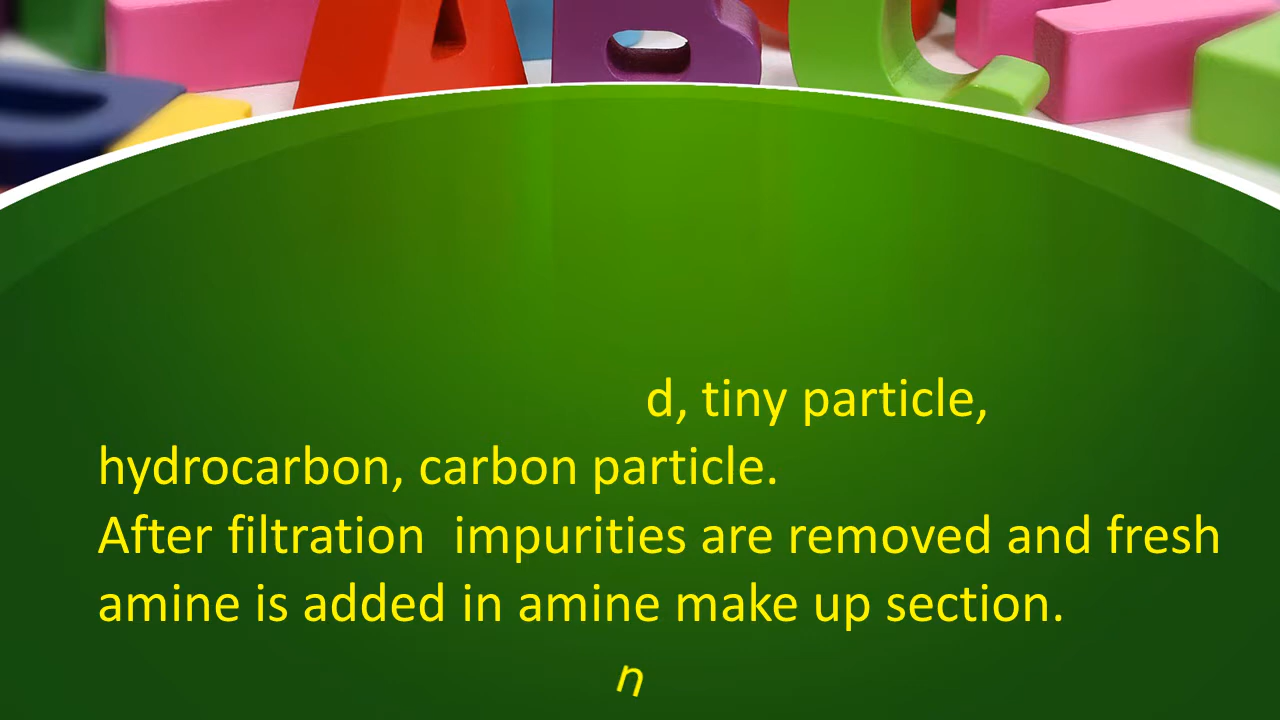 A B C
d, tiny particle,
hydrocarbon, carbon particle.
After filtration  impurities are removed and fresh
amine is added in amine make up section.
n